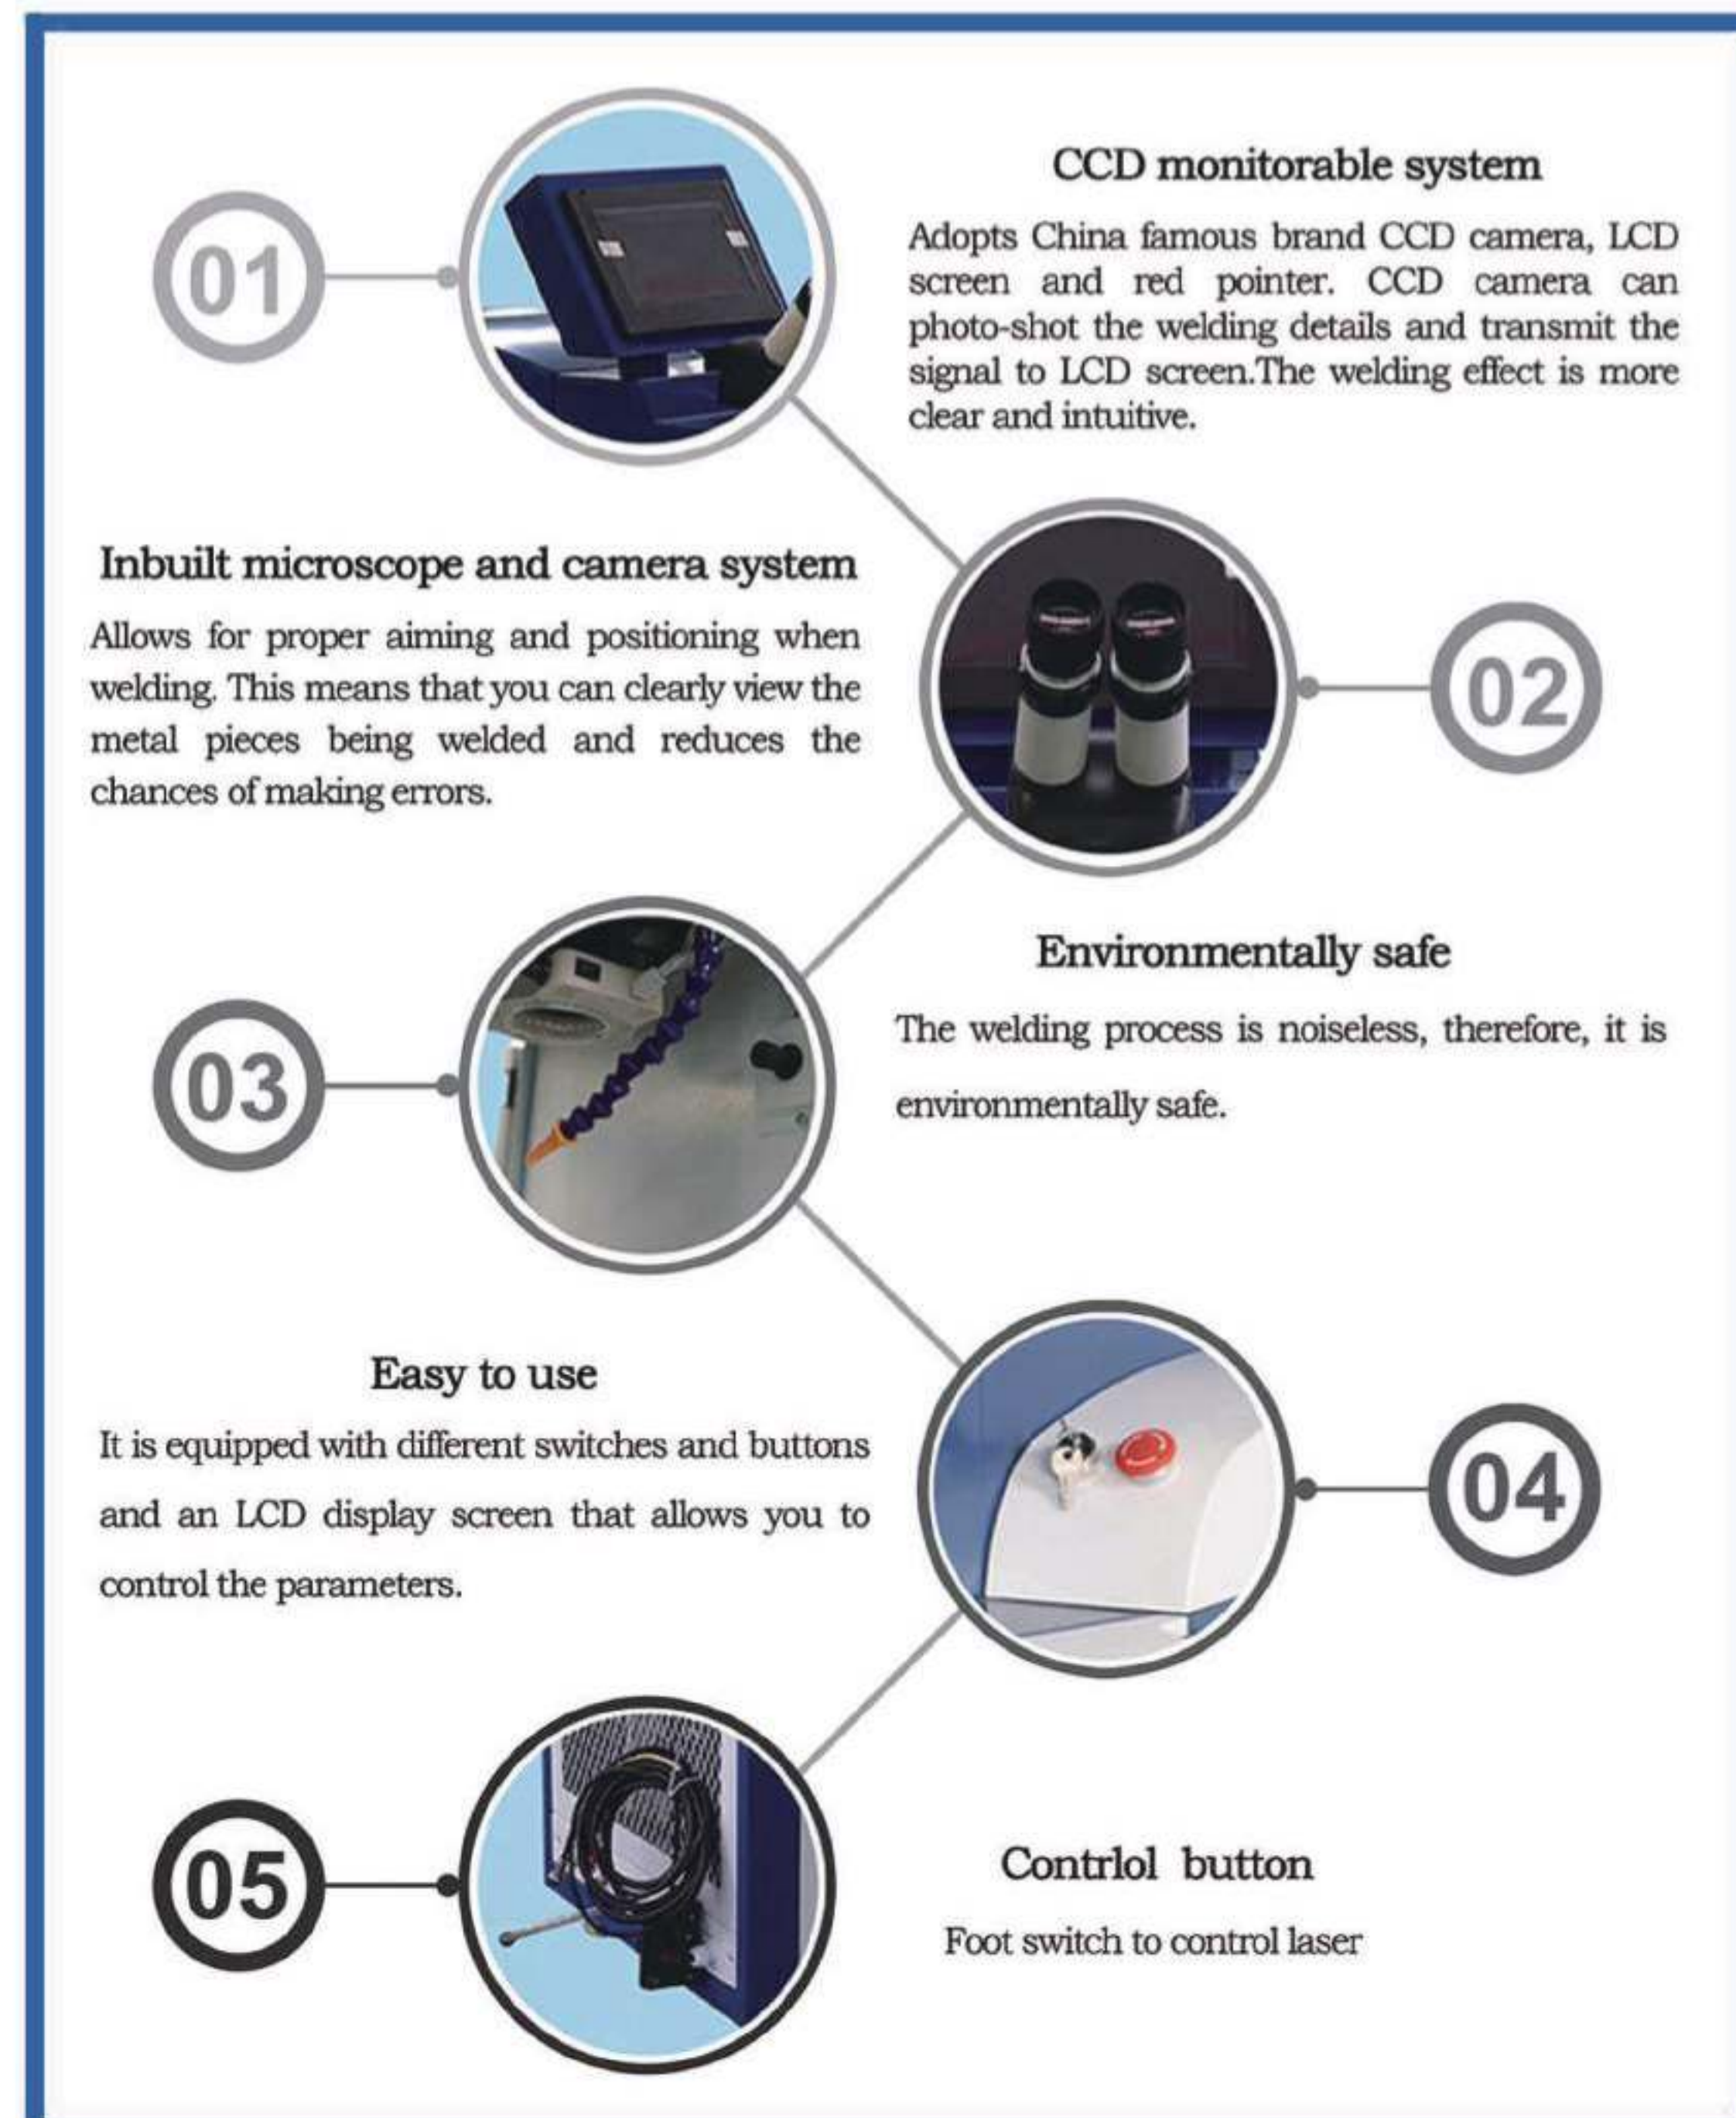 01
CCD monitorable system
Adopts China famous brand CCD camera, LCD
screen and red pointer. CCD camera can
photo-shot the welding details and transmit the
signal to LCD screen.The welding effect is more
clear and intuitive.
Inbuilt microscope and camera system
Allows for proper aiming and positioning when
welding. This means that you can clearly view the
metal pieces being welded and reduces the
chances of making errors.
02
03
Environmentally safe
The welding process is noiseless, therefore, it is
environmentally safe.
Easy to use
It is equipped with different switches and buttons
and an LCD display screen that allows you to
control the parameters.
04
05
Contrlol button
Foot switch to control laser